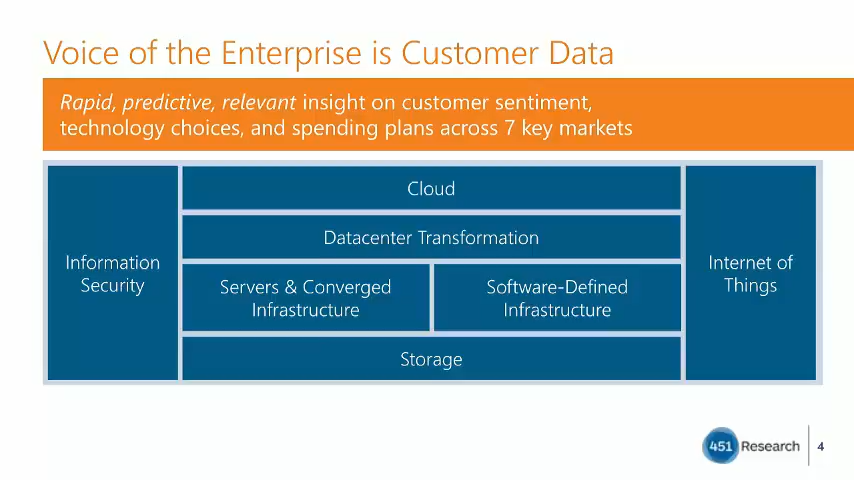 Voice of the Enterprise is Customer Data
Rapid, predictive, relevant insight on customer sentiment,
technology choices, and spending plans across 7 key markets
Information
Security
Cloud
Datacenter Transformation
Servers & Converged
Infrastructure
Software-Defined
Infrastructure
Storage
Internet of
Things
451 Research
4